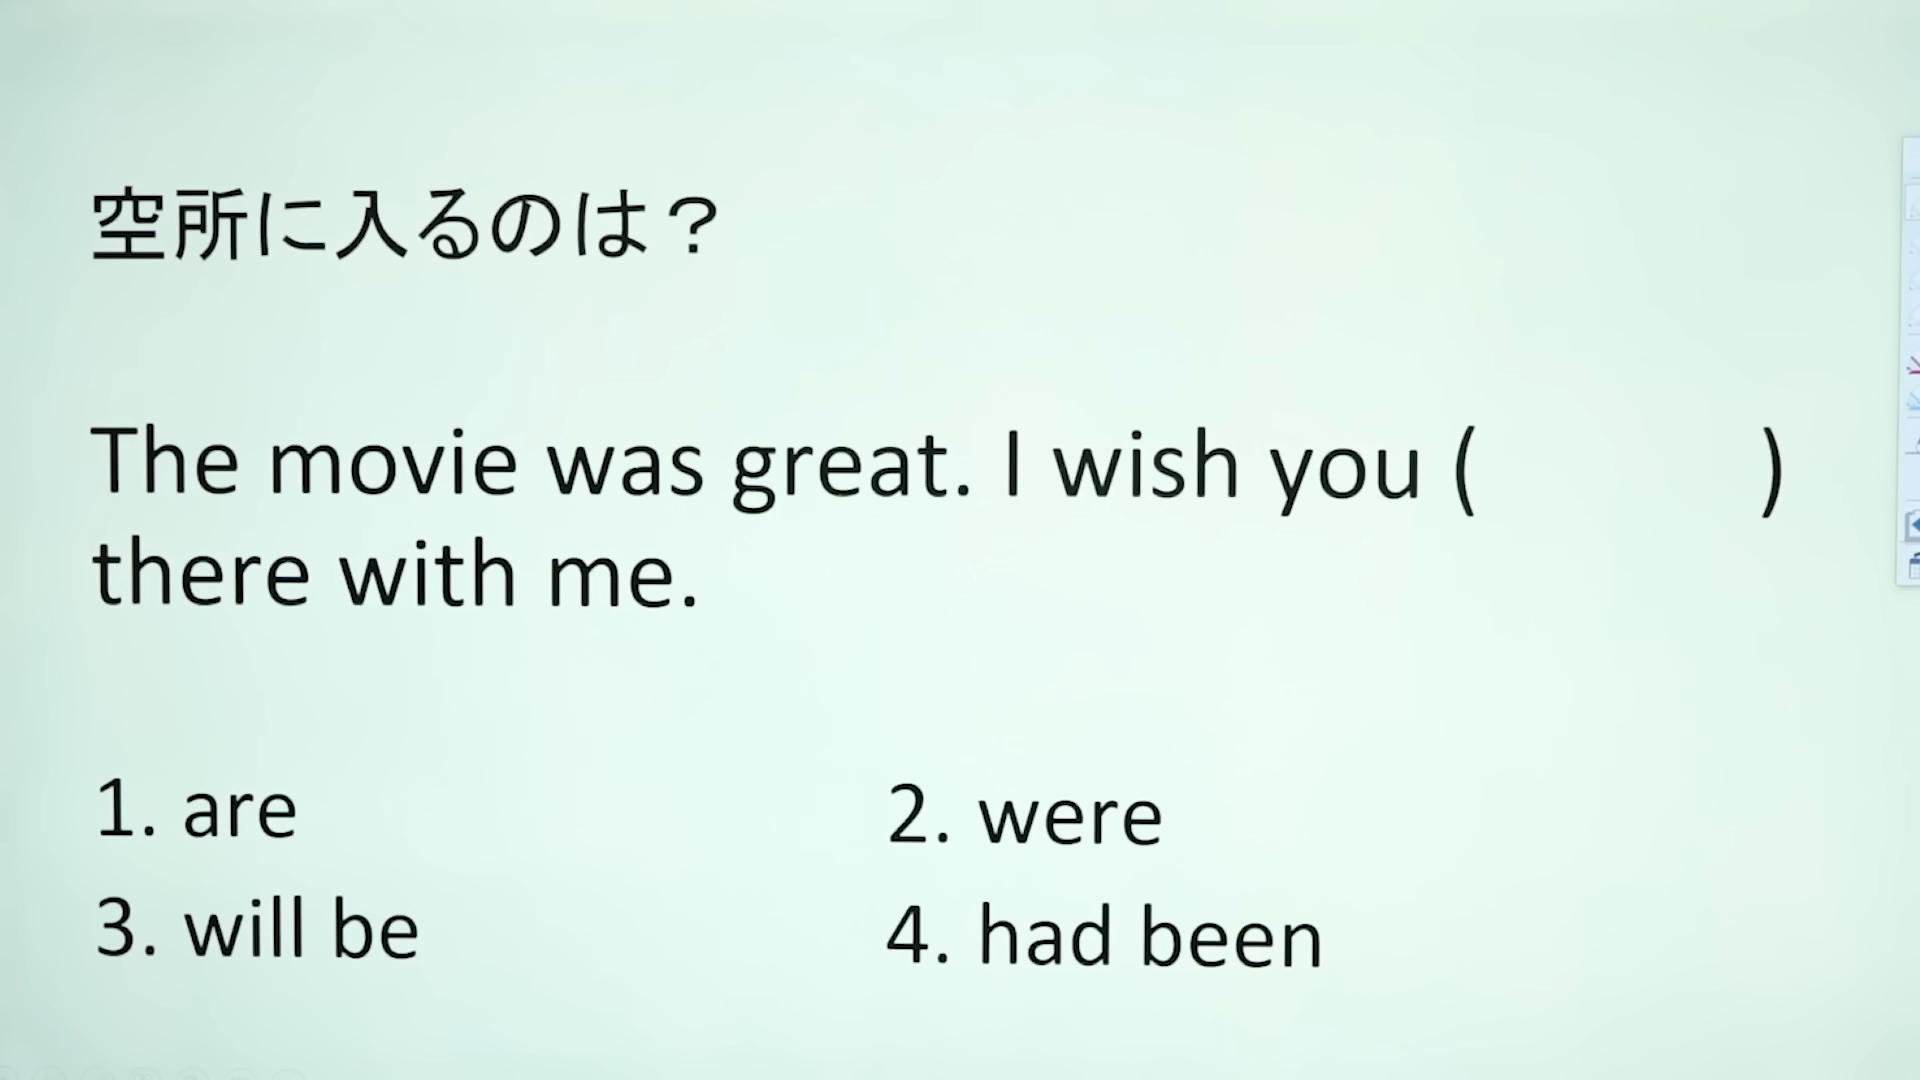 空所に入るのは？
The movie was great. I wish you (          )
there with me.
1. are
2. were
3. will be
4. had been